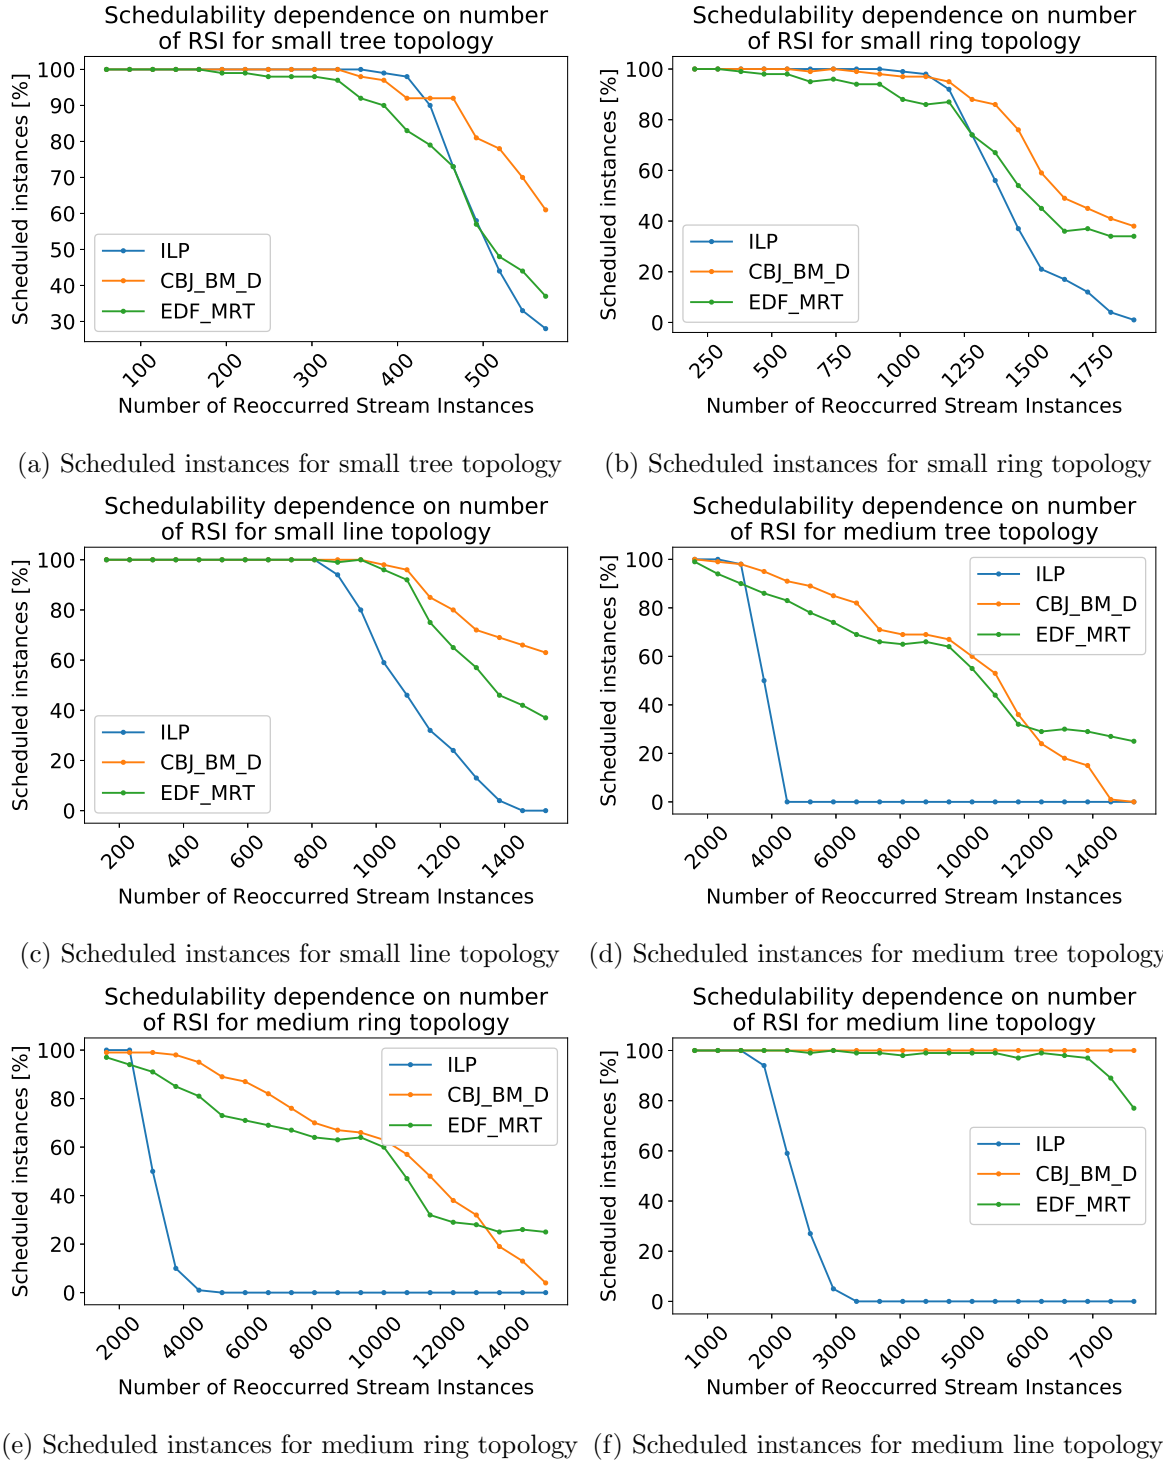 Schedulability dependence on number
of RSI for small tree topology
Scheduled instances [%]
100
90
80
70
60
50
40
30
ILP
CBJ_BM_D
EDF_MRT
100
200
300
400
500
Number of Reoccurred Stream Instances
(a) Scheduled instances for small tree topology
Schedulability dependence on number
of RSI for small ring topology
Scheduled instances [%]
100
80
60
40
20
0
ILP
CBJ_BM_D
EDF_MRT
250
500
750
1000
1250
1500
1750
Number of Reoccurred Stream Instances
(b) Scheduled instances for small ring topology
Schedulability dependence on number
of RSI for small line topology
Scheduled instances [%]
100
80
60
40
20
0
ILP
CBJ_BM_D
EDF_MRT
200
400
600
800
1000
1200
1400
Number of Reoccurred Stream Instances
(c) Scheduled instances for small line topology
Schedulability dependence on number
of RSI for medium tree topology
Scheduled instances [%]
100
80
60
40
20
0
ILP
CBJ_BM_D
EDF_MRT
2000
4000
6000
8000
10000
12000
14000
Number of Reoccurred Stream Instances
(d) Scheduled instances for medium tree topology
Schedulability dependence on number
of RSI for medium ring topology
Scheduled instances [%]
100
80
60
40
20
0
ILP
CBJ_BM_D
EDF_MRT
2000
4000
6000
8000
10000
12000
14000
Number of Reoccurred Stream Instances
(e) Scheduled instances for medium ring topology
Schedulability dependence on number
of RSI for medium line topology
Scheduled instances [%]
100
80
60
40
20
0
ILP
CBJ_BM_D
EDF_MRT
1000
2000
3000
4000
5000
6000
7000
Number of Reoccurred Stream Instances
(f) Scheduled instances for medium line topology